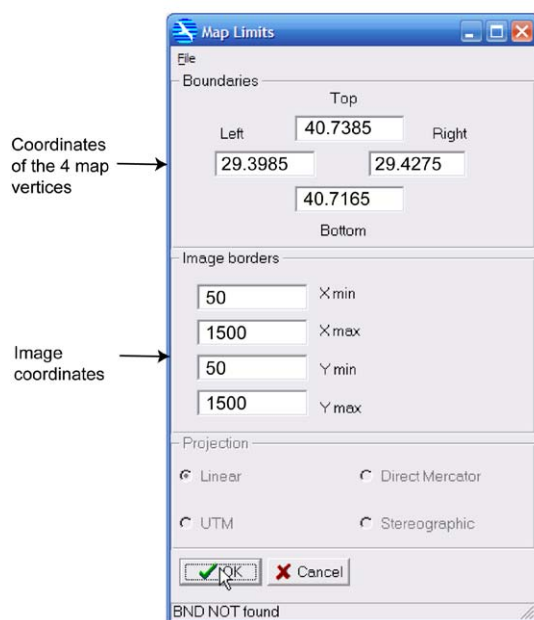 Map Limits
File
Boundaries
Top
Left 40.7385 Right
29.3985 29.4275
40.7165
Bottom
Coordinates
of the 4 map
vertices
Image borders
50 X min
1500 X max
50 Y min
1500 Y max
Image
coordinates
Projection
Linear Direct Mercator
UTM Stereographic
OK Cancel
BND NOT found